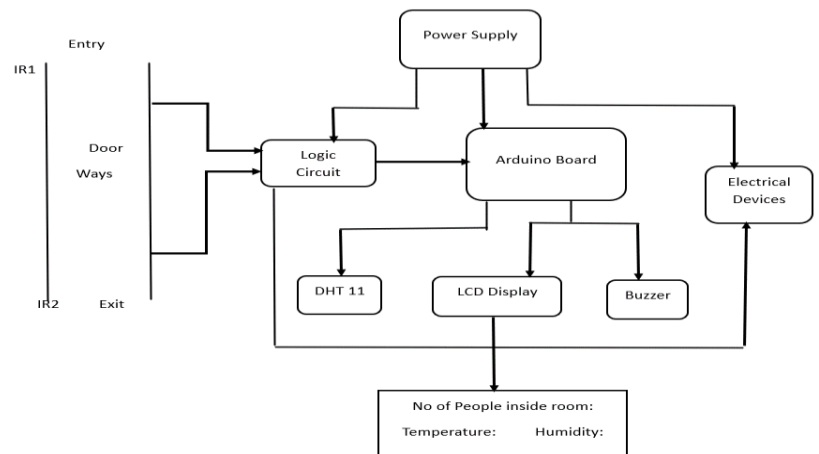 Entry
IR1
Door
Ways
IR2
Exit
Power Supply
Logic
Circuit
Arduino Board
Electrical
Devices
DHT 11
LCD Display
Buzzer
No of People inside room:
Temperature: Humidity: